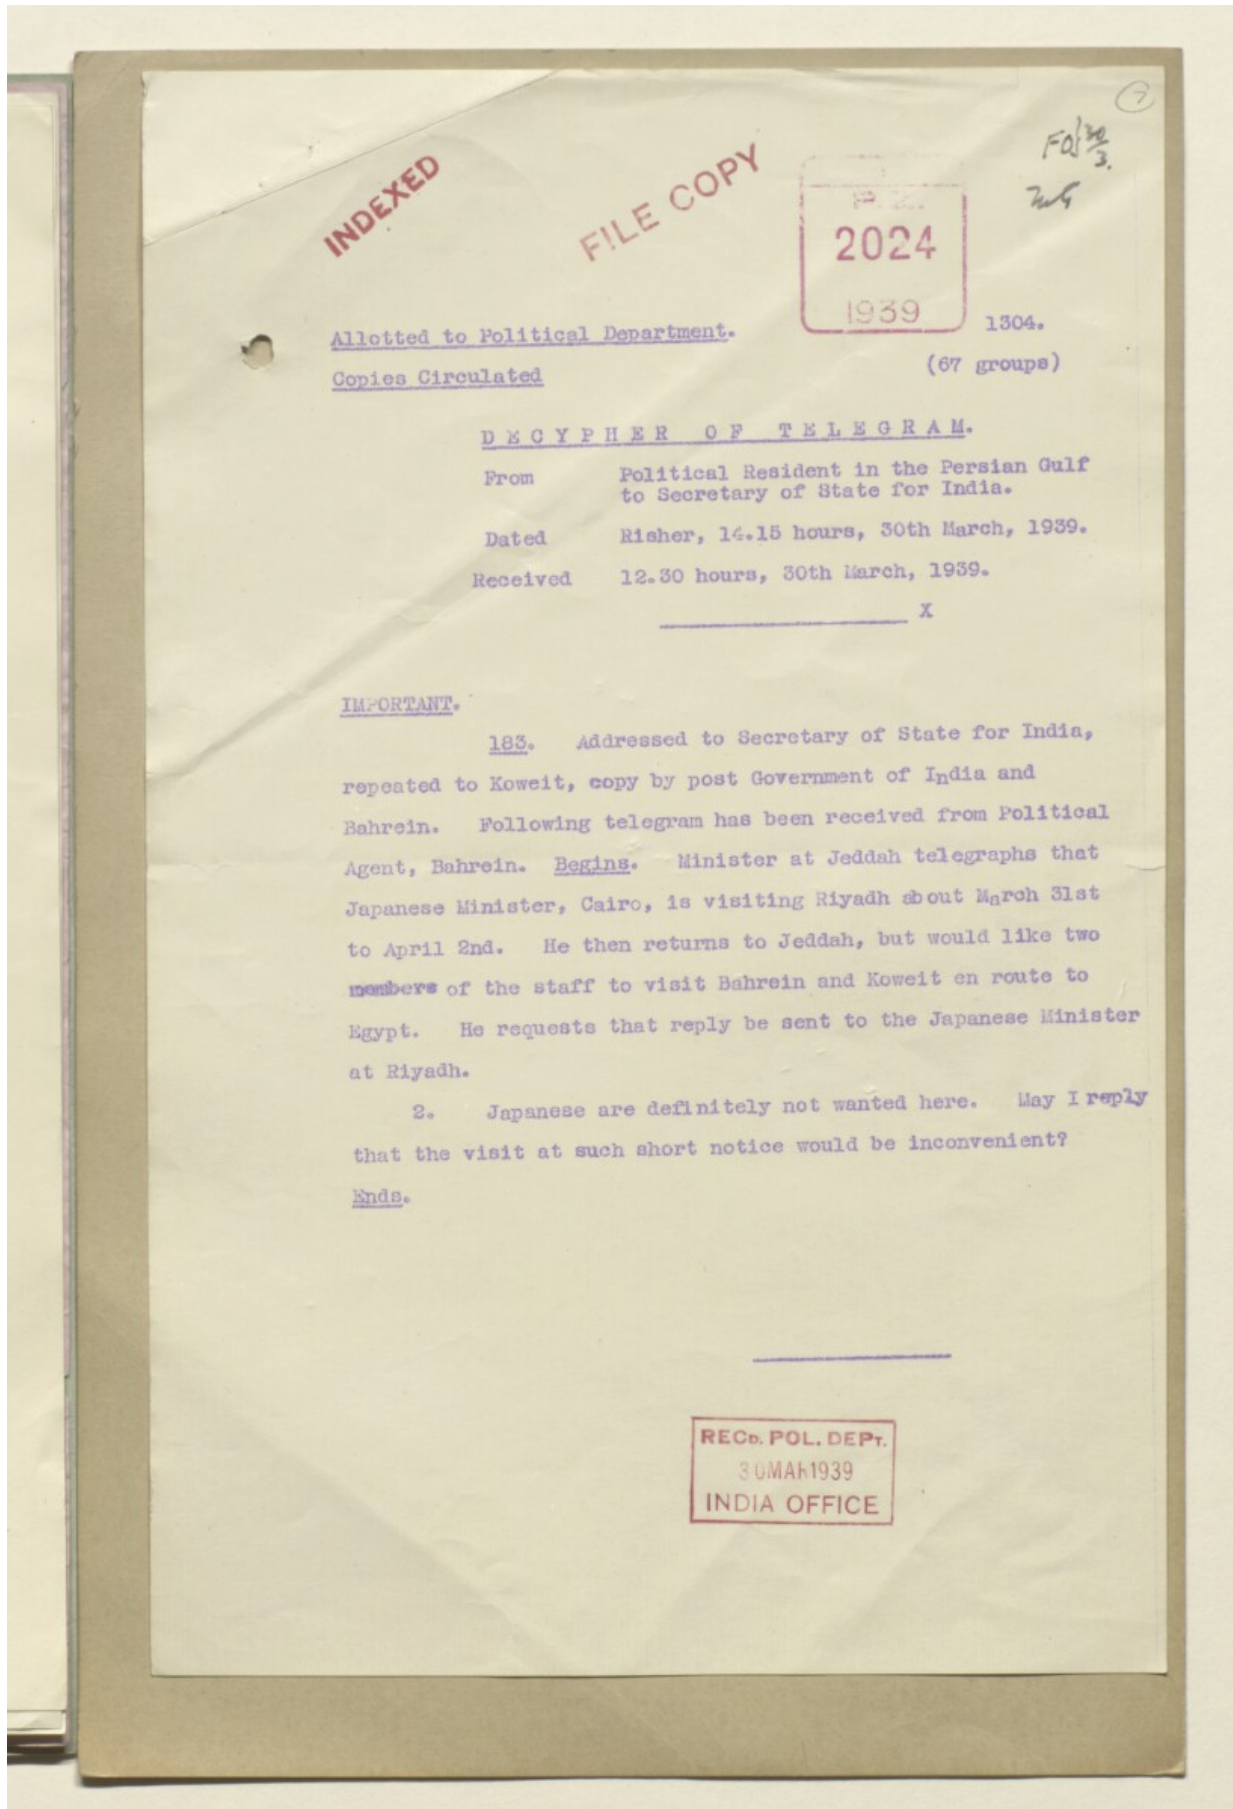 7
FO 30/3.
INDEXED
FILE COPY
P.Z.
2024
1939
1304.
Allotted to Political Department.
(67 groups)
Copies Circulated
DECYPHER OF TELEGRAM.
From Political Resident in the Persian Gulf
to Secretary of State for India.
Dated Risher, 14.15 hours, 30th March, 1939.
Received 12.30 hours, 30th March, 1939.
X
IMPORTANT.
183. Addressed to Secretary of State for India,
repeated to Koweit, copy by post Government of India and
Bahrein. Following telegram has been received from Political
Agent, Bahrein. Begins. Minister at Jeddah telegraphs that
Japanese Minister, Cairo, is visiting Riyadh about March 31st
to April 2nd. He then returns to Jeddah, but would like two
members of the staff to visit Bahrein and Koweit en route to
Egypt. He requests that reply be sent to the Japanese Minister
at Riyadh.
2. Japanese are definitely not wanted here. May I reply
that the visit at such short notice would be inconvenient?
Ends.
RECD. POL. DEPT.
30MAR1939
INDIA OFFICE